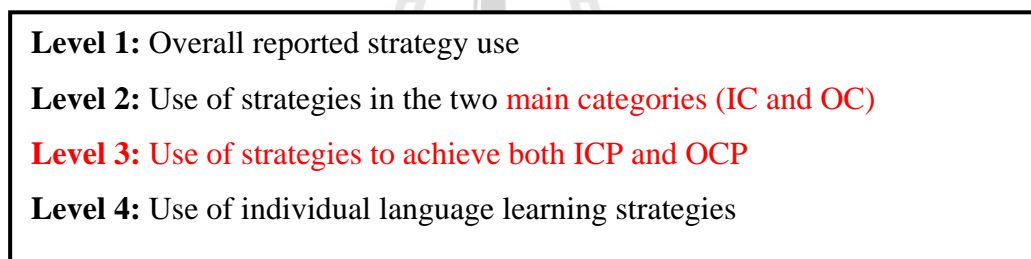 Level 1: Overall reported strategy use
Level 2: Use of strategies in the two main categories (IC and OC)
Level 3: Use of strategies to achieve both ICP and OCP
Level 4: Use of individual language learning strategies